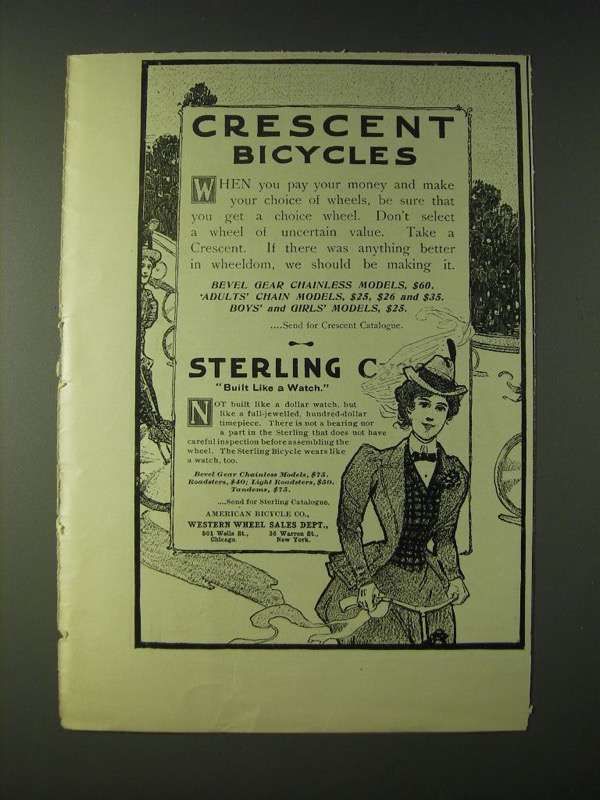 CRESCENT
BICYCLES
WHEN you pay your money and make
your choice of wheels, be sure that
you get a choice wheel. Don't select
a wheel of uncertain value. Take a
Crescent. If there was anything better
in wheeldom, we should be making it.
BEVEL GEAR CHAINLESS MODELS, $60.
'ADULTS' CHAIN MODELS, $25, $26 and $35.
BOYS' and GIRLS' MODELS, $25.
....Send for Crescent Catalogue.
STERLING C
"Built Like a Watch."
NOT built like a dollar watch, but
like a full-jewelled, hundred-dollar
timepiece. There is not a bearing nor
a part in the Sterling that does not have
careful inspection before assembling the
wheel. The Sterling Bicycle wears like
a watch, too.
Bevel Gear Chainless Models, $75.
Roadsters, $40; Light Roadsters, $50.
Tandems, $75.
....Send for Sterling Catalogue.
AMERICAN BICYCLE CO.,
WESTERN WHEEL SALES DEPT.,
501 Wells St., 36 Warren St.,
Chicago. New York.